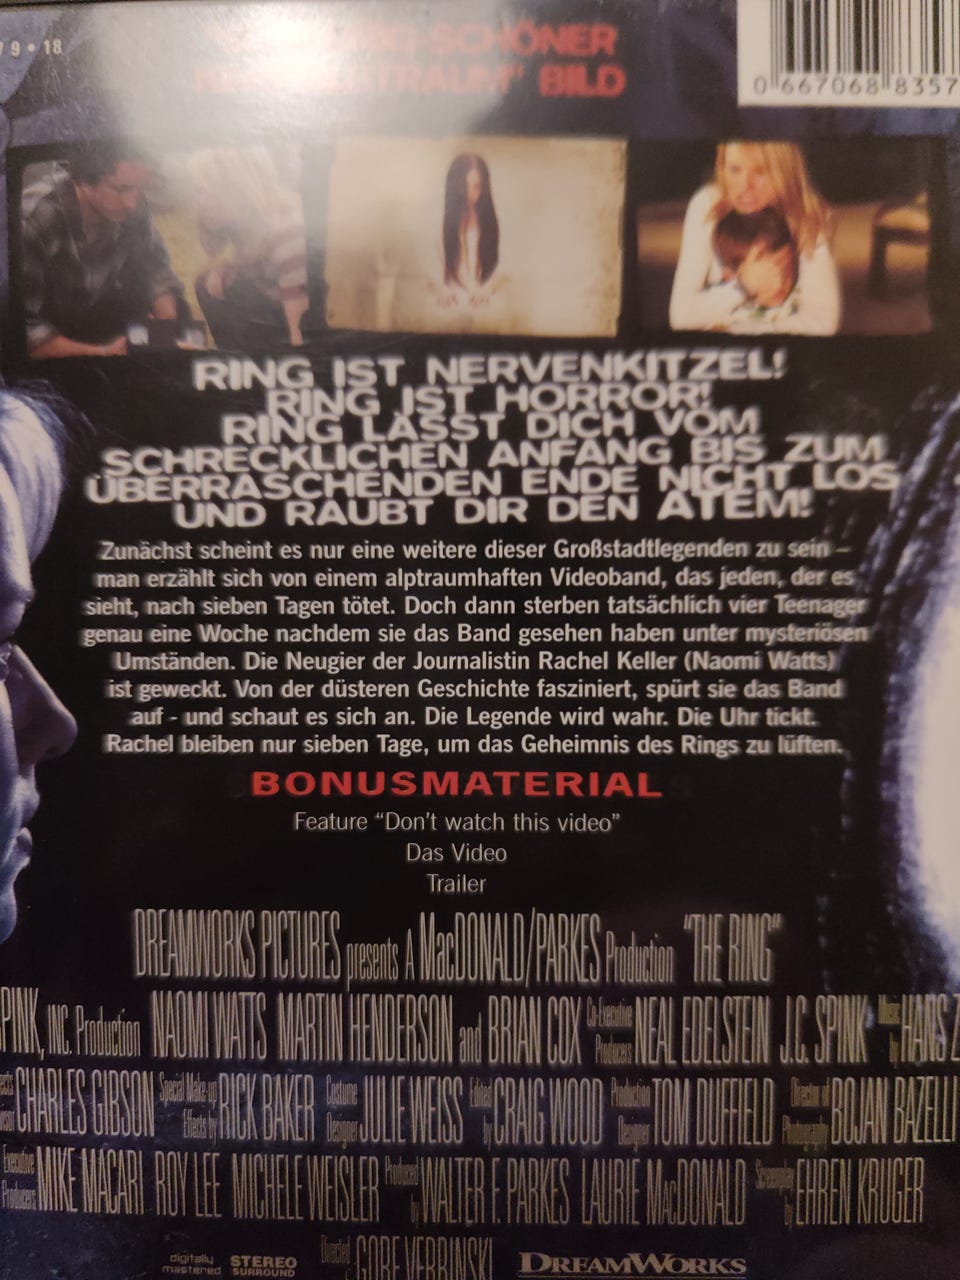 9 • 18
SCHÖNER
BILD
0 667068 8357
RING IST NERVENKITZEL!
RING IST HORROR!
RING LÄSST DICH VOM
SCHRECKLICHEN ANFANG BIS ZUM
ÜBERRASCHENDEN ENDE NICHT LOS
UND RAUBT DIR DEN ATEM!
Zunächst scheint es nur eine weitere dieser Großstadtlegenden zu sein –
man erzählt sich von einem alptraumhaften Videoband, das jeden, der es
sieht, nach sieben Tagen tötet. Doch dann sterben tatsächlich vier Teenager
genau eine Woche nachdem sie das Band gesehen haben unter mysteriösen
Umständen. Die Neugier der Journalistin Rachel Keller (Naomi Watts)
ist geweckt. Von der düsteren Geschichte fasziniert, spürt sie das Band
auf - und schaut es sich an. Die Legende wird wahr. Die Uhr tickt.
Rachel bleiben nur sieben Tage, um das Geheimnis des Rings zu lüften.
BONUSMATERIAL
Feature “Don't watch this video”
Das Video
Trailer
DREAMWORKS PICTURES presents A MacDONALD/PARKES Production “THE RING”
PINK, INC. Production NAOMI WATTS MARTIN HENDERSON and BRIAN COX Co-Executive Producers NEAL EDELSTEIN J.C. SPINK Music by HANS Z
CHARLES GIBSON Special Make-up Effects by RICK BAKER Costume Designer JULIE WEISS Edited by CRAIG WOOD Production Designer TOM DUFFIELD Director of Photography BOJAN BAZELLI
Executive Producers MIKE MACARI ROY LEE MICHELE WEISLER Produced by WALTER F. PARKES LAURIE MacDONALD Screenplay by EHREN KRUGER
Directed GORE VERBINSKI
digitally mastered STEREO SURROUND DREAMWORKS